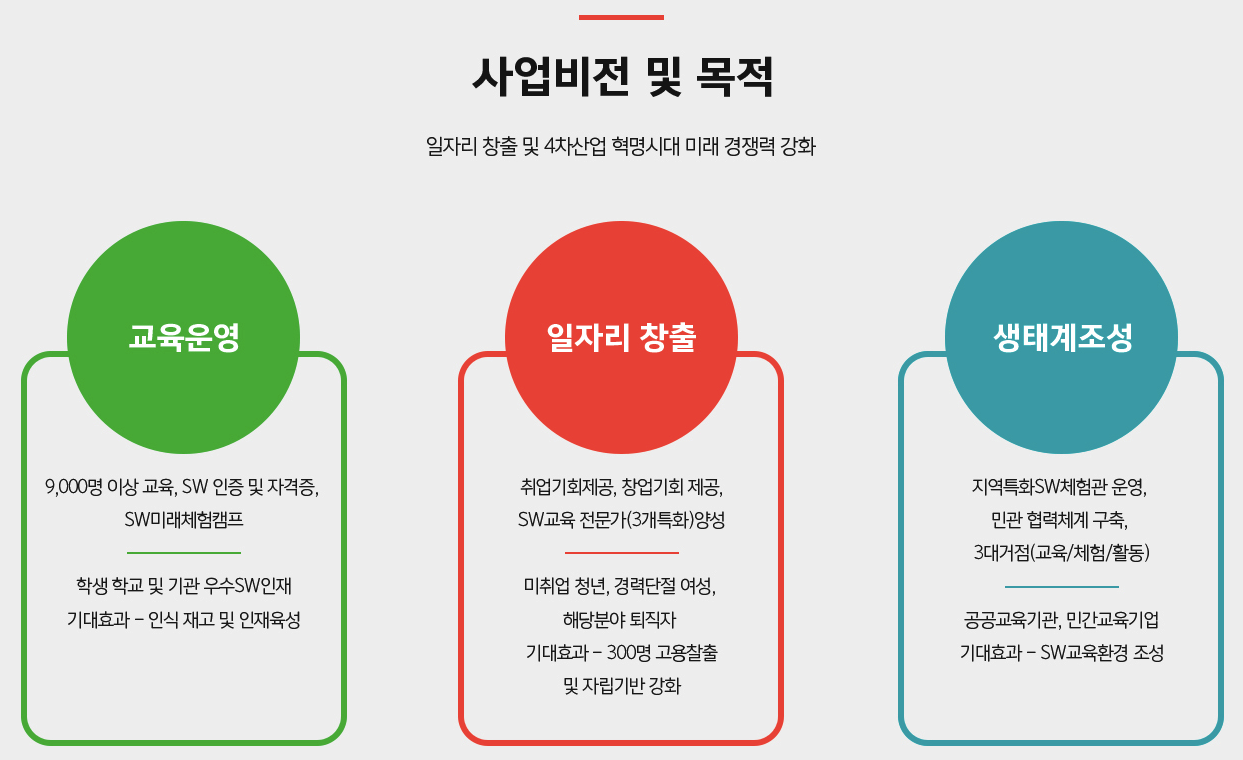 사업비전 및 목적
일자리 창출 및 4차산업 혁명시대 미래 경쟁력 강화
교육운영
9,000명 이상 교육, SW 인증 및 자격증,
SW미래체험캠프
학생 학교 및 기관 우수SW인재
기대효과 – 인식 재고 및 인재육성
일자리 창출
취업기회제공, 창업기회 제공,
SW교육 전문가(3개특화)양성
미취업 청년, 경력단절 여성,
해당분야 퇴직자
기대효과 – 300명 고용찰출
및 자립기반 강화
생태계조성
지역특화SW체험관 운영,
민관 협력체계 구축,
3대거점(교육/체험/활동)
공공교육기관, 민간교육기업
기대효과 – SW교육환경 조성